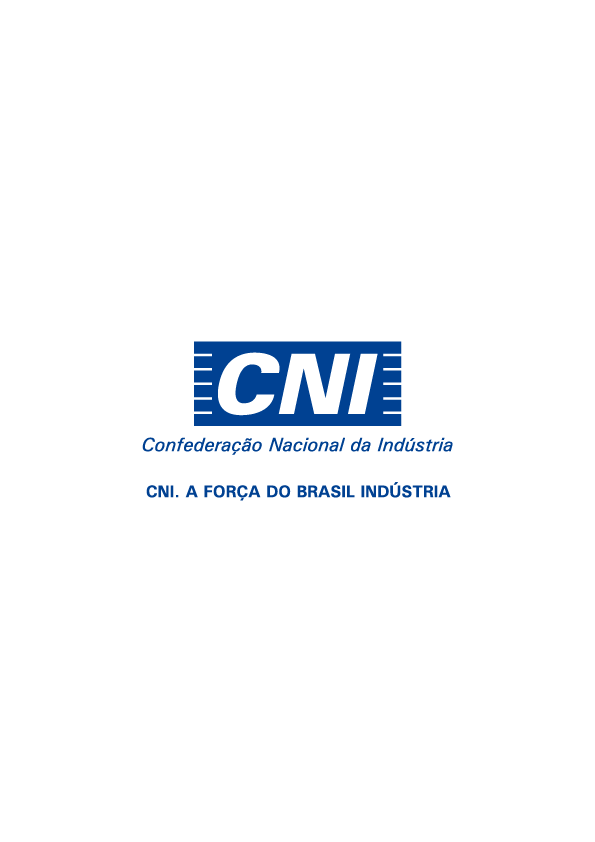 CNI
Confederação Nacional da Indústria
CNI. A FORÇA DO BRASIL INDÚSTRIA